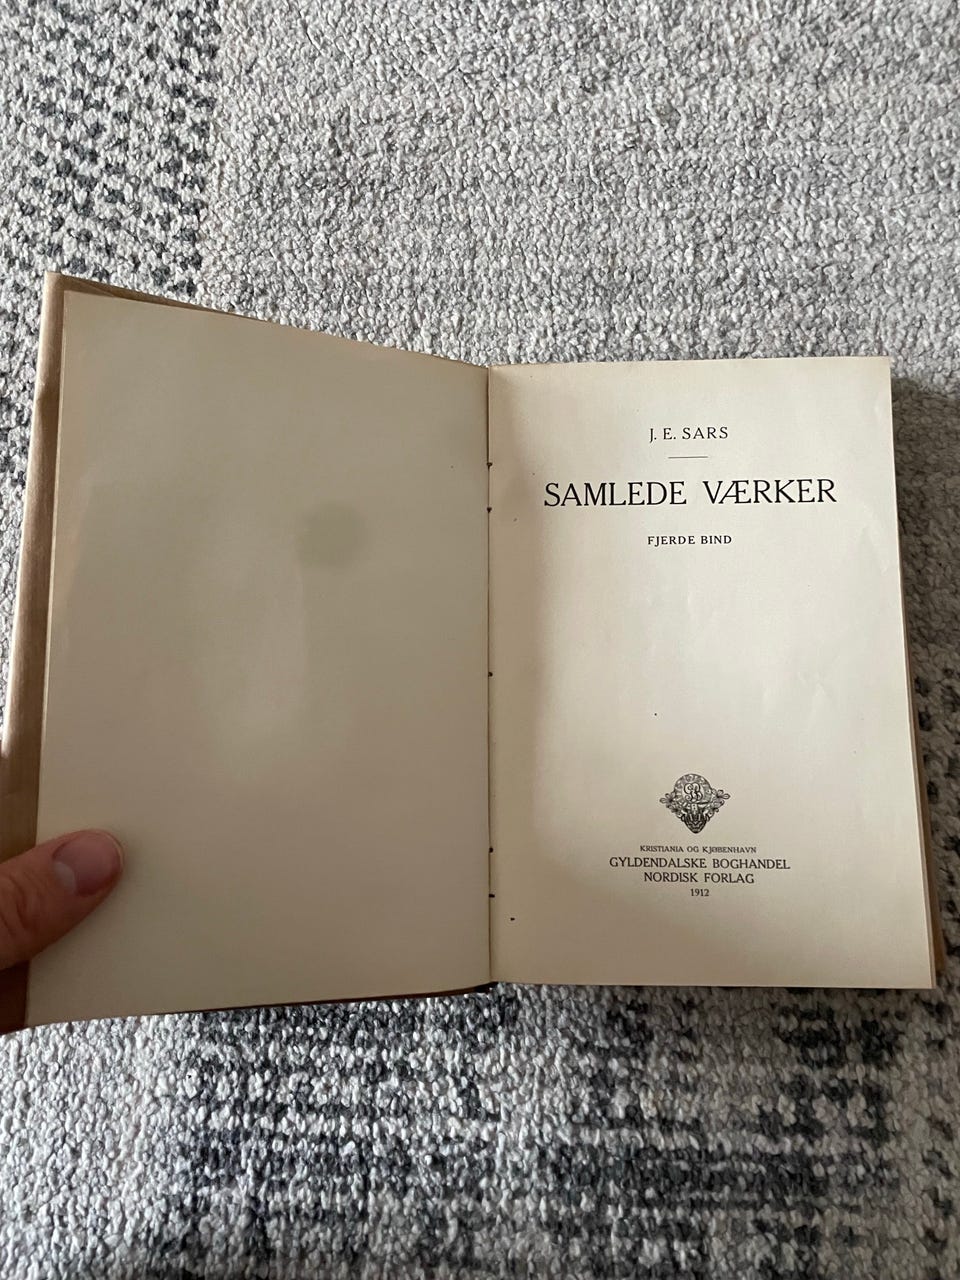 J. E. SARS
SAMLEDE VÆRKER
FJERDE BIND
KRISTIANIA OG KJØBENHAVN
GYLDENDALSKE BOGHANDEL
NORDISK FORLAG
1912